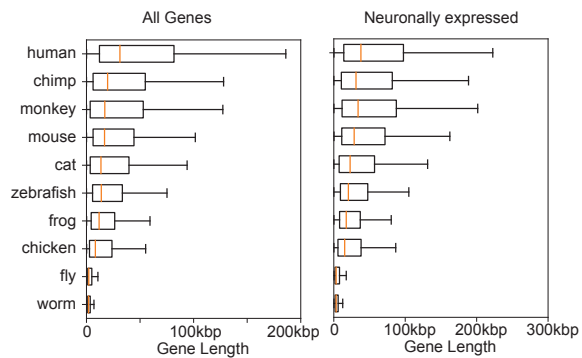 All Genes
Neuronally expressed
human
chimp
monkey
mouse
cat
zebrafish
frog
chicken
fly
worm
0 100kbp 200kbp
0 100kbp 200kbp 300kbp
Gene Length
Gene Length